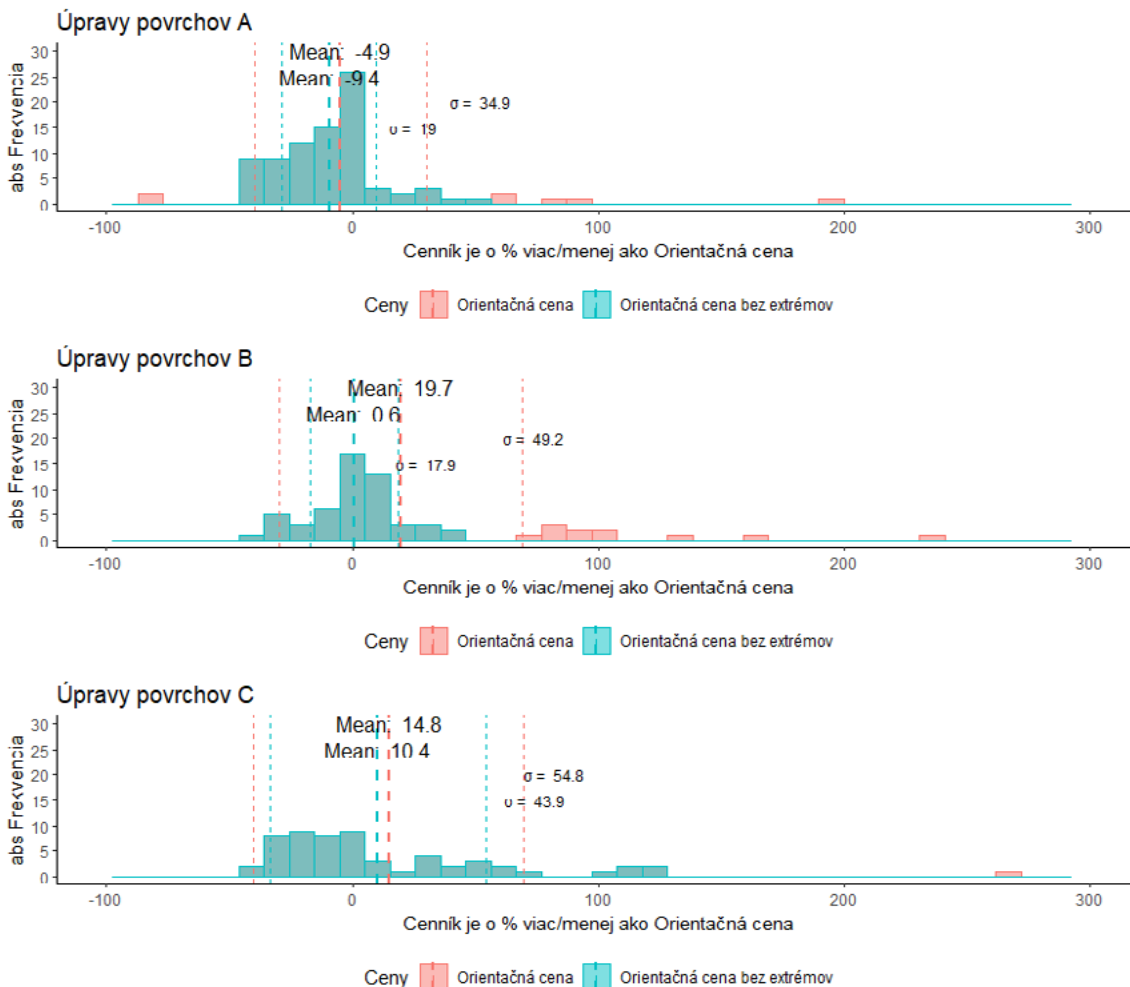 Úpravy povrchov A
Mean: -4.9
Mean: -9.4
σ = 34.9
σ = 19
abs Frekvencia
30
25
20
15
10
5
0
-100 0 100 200 300
Cenník je o % viac/menej ako Orientačná cena
Ceny Orientačná cena Orientačná cena bez extrémov
Úpravy povrchov B
Mean: 19.7
Mean: 0.6
σ = 49.2
σ = 17.9
abs Frekvencia
30
25
20
15
10
5
0
-100 0 100 200 300
Cenník je o % viac/menej ako Orientačná cena
Ceny Orientačná cena Orientačná cena bez extrémov
Úpravy povrchov C
Mean: 14.8
Mean: 10.4
σ = 54.8
σ = 43.9
abs Frekvencia
30
25
20
15
10
5
0
-100 0 100 200 300
Cenník je o % viac/menej ako Orientačná cena
Ceny Orientačná cena Orientačná cena bez extrémov